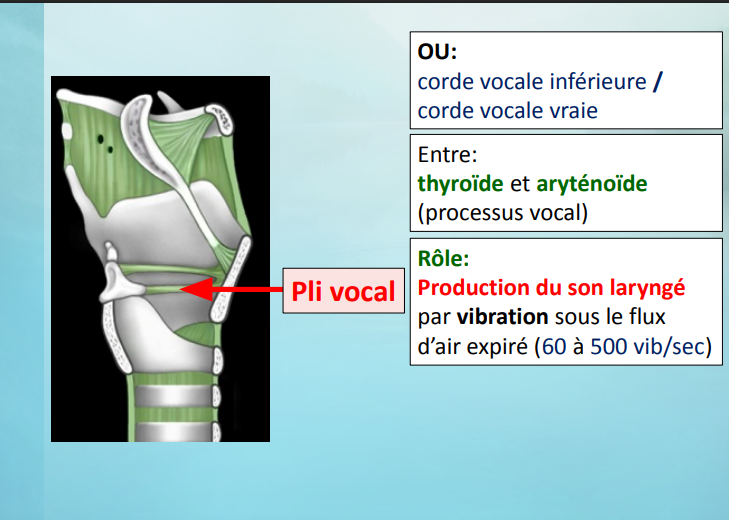 OU:
corde vocale inférieure /
corde vocale vraie
Entre:
thyroïde et aryténoïde
(processus vocal)
Rôle:
Production du son laryngé
par vibration sous le flux
d’air expiré (60 à 500 vib/sec)
Pli vocal